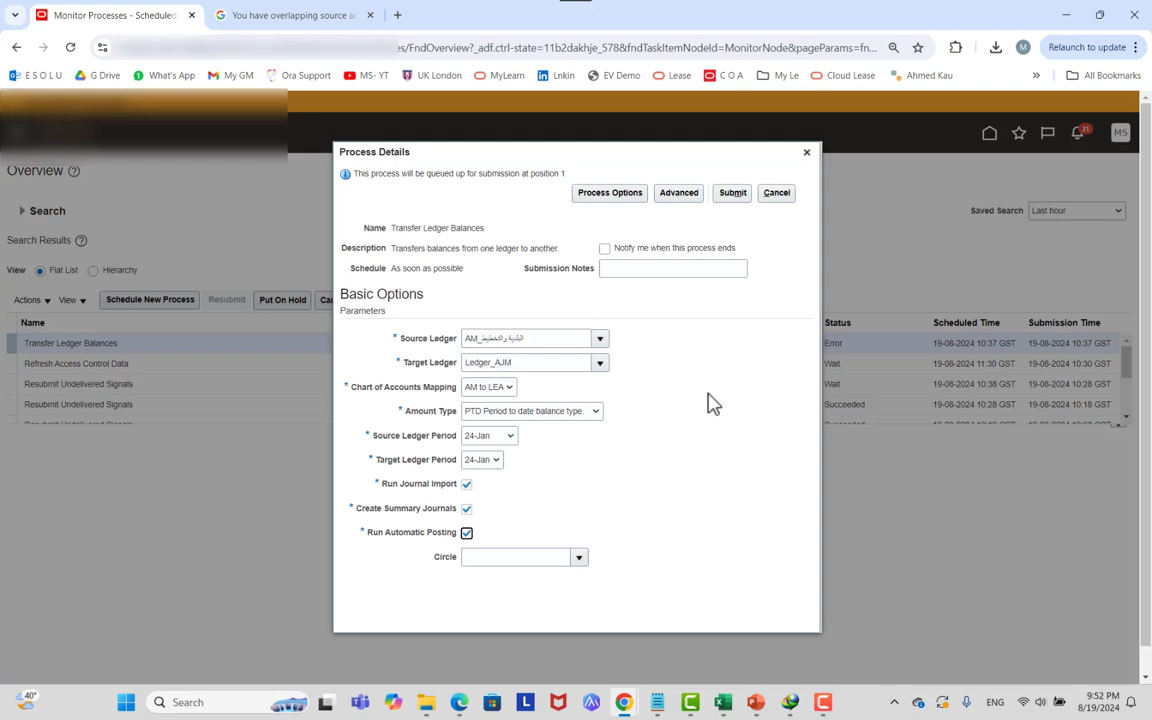 Monitor Processes - Scheduled
You have overlapping source ac
es/FndOverview?_adf.ctrl-state=11b2dakhje_578&fndTaskItemNodeId=MonitorNode&pageParams=fn...
M
Relaunch to update
E S O L U
G Drive
What's App
My GM
Ora Support
MS- YT
UK London
MyLearn
Lnkin
EV Demo
Lease
C O A
My Le
Cloud Lease
Ahmed Kau
»
All Bookmarks
21
MS
Overview
Search
Saved Search Last hour
Search Results
View Flat List Hierarchy
Actions View Schedule New Process Resubmit Put On Hold Can
Name
Transfer Ledger Balances
Refresh Access Control Data
Resubmit Undelivered Signals
Resubmit Undelivered Signals
Process Details
This process will be queued up for submission at position 1
Process Options Advanced Submit Cancel
Name Transfer Ledger Balances
Description Transfers balances from one ledger to another. Notify me when this process ends
Schedule As soon as possible Submission Notes
Basic Options
Parameters
* Source Ledger AM_البلدية والتخطيط
* Target Ledger Ledger_AJM
* Chart of Accounts Mapping AM to LEA
* Amount Type PTD Period to date balance type.
* Source Ledger Period 24-Jan
* Target Ledger Period 24-Jan
* Run Journal Import
* Create Summary Journals
* Run Automatic Posting
Circle
Status Scheduled Time Submission Time
Error 19-08-2024 10:37 GST 19-08-2024 10:37 GST
Wait 19-08-2024 11:30 GST 19-08-2024 10:38 GST
Wait 19-08-2024 10:38 GST 19-08-2024 10:28 GST
Succeeded 19-08-2024 10:28 GST 19-08-2024 10:18 GST
40°
Search
ENG
9:52 PM
8/19/2024